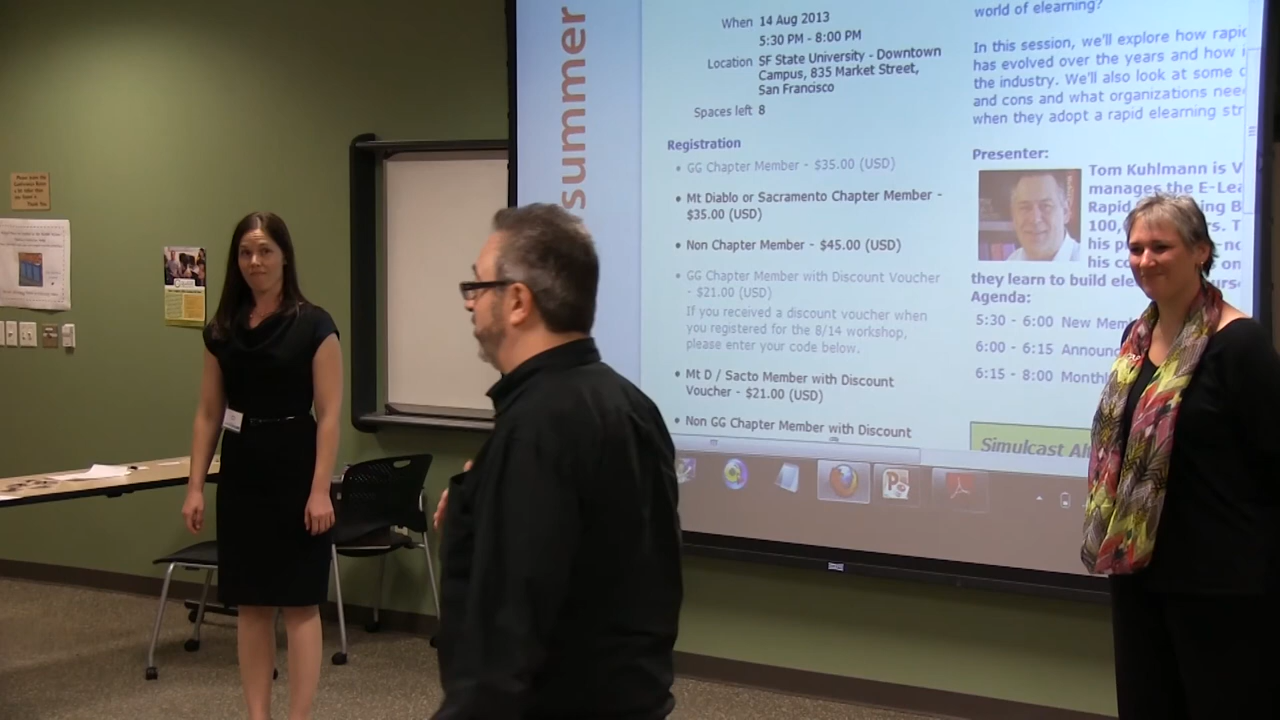 summer
When 14 Aug 2013
5:30 PM - 8:00 PM
Location SF State University - Downtown
Campus, 835 Market Street,
San Francisco
Spaces left 8
Registration
• GG Chapter Member - $35.00 (USD)
• Mt Diablo or Sacramento Chapter Member -
$35.00 (USD)
• Non Chapter Member - $45.00 (USD)
• GG Chapter Member with Discount Voucher
- $21.00 (USD)
If you received a discount voucher when
you registered for the 8/14 workshop,
please enter your code below.
• Mt D / Sacto Member with Discount
Voucher - $21.00 (USD)
• Non GG Chapter Member with Discount
world of elearning?
In this session, we'll explore how rapid
has evolved over the years and how i
the industry. We'll also look at some
and cons and what organizations nee
when they adopt a rapid elearning str
Presenter:
Tom Kuhlmann is V
manages the E-Lea
Rapid
100,
his
his
they learn to build
Agenda:
5:30 - 6:00 New Mem
6:00 - 6:15 Announ
6:15 - 8:00 Month
Simulcast Alt